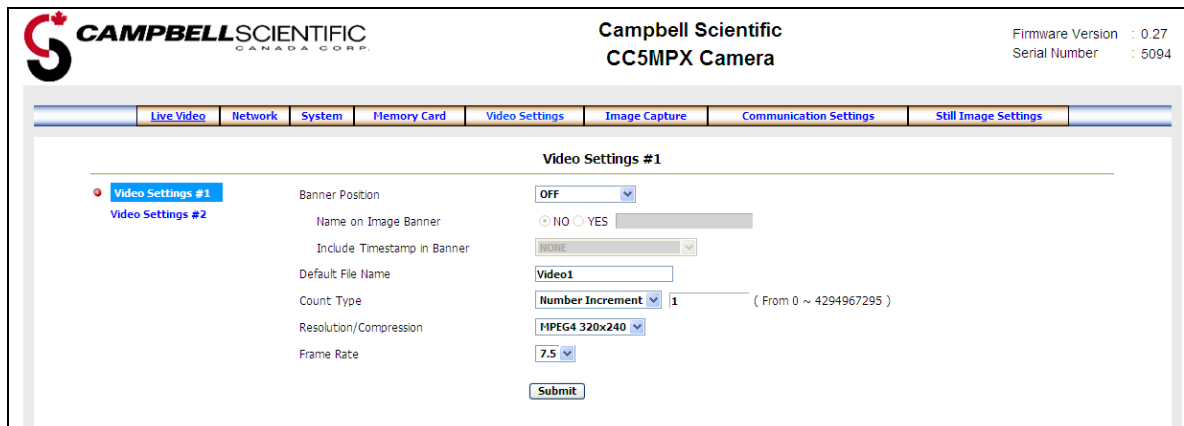 CAMPBELLSCIENTIFIC
CANADA CORP.
Campbell Scientific
CC5MPX Camera
Firmware Version : 0.27
Serial Number : 5094
Live Video Network System Memory Card Video Settings Image Capture Communication Settings Still Image Settings
Video Settings #1
Video Settings #1
Video Settings #2
Banner Position OFF
Name on Image Banner NO YES
Include Timestamp in Banner NONE
Default File Name Video1
Count Type Number Increment 1 ( From 0 ~ 4294967295 )
Resolution/Compression MPEG4 320x240
Frame Rate 7.5
Submit